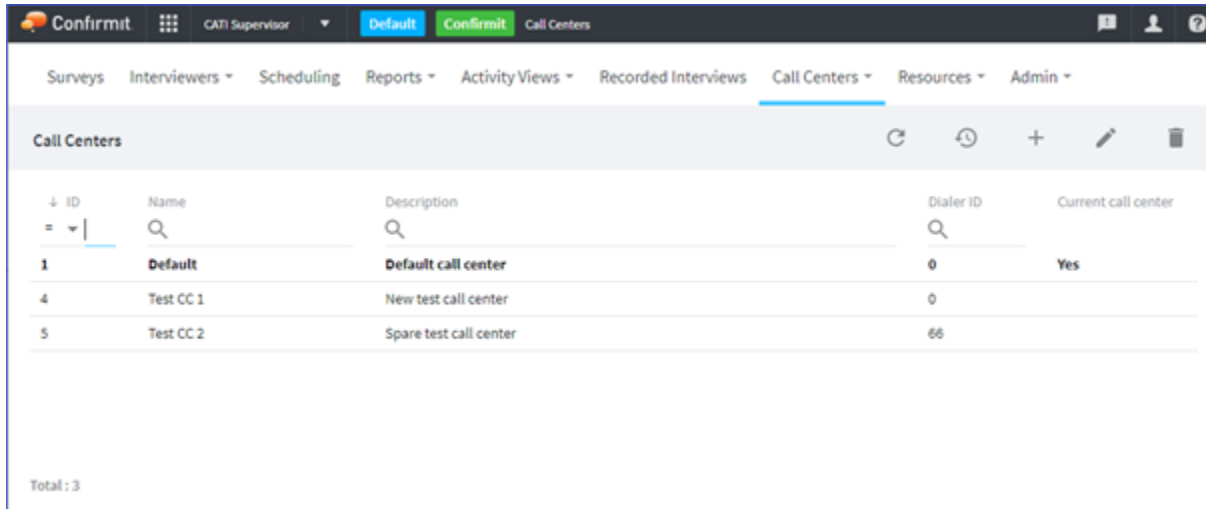 Confirmit CATI Supervisor Default Confirmit Call Centers
Surveys Interviewers Scheduling Reports Activity Views Recorded Interviews Call Centers Resources Admin
Call Centers
ID Name Description Dialer ID Current call center
=
1 Default Default call center 0 Yes
4 Test CC 1 New test call center 0
5 Test CC 2 Spare test call center 66
Total : 3